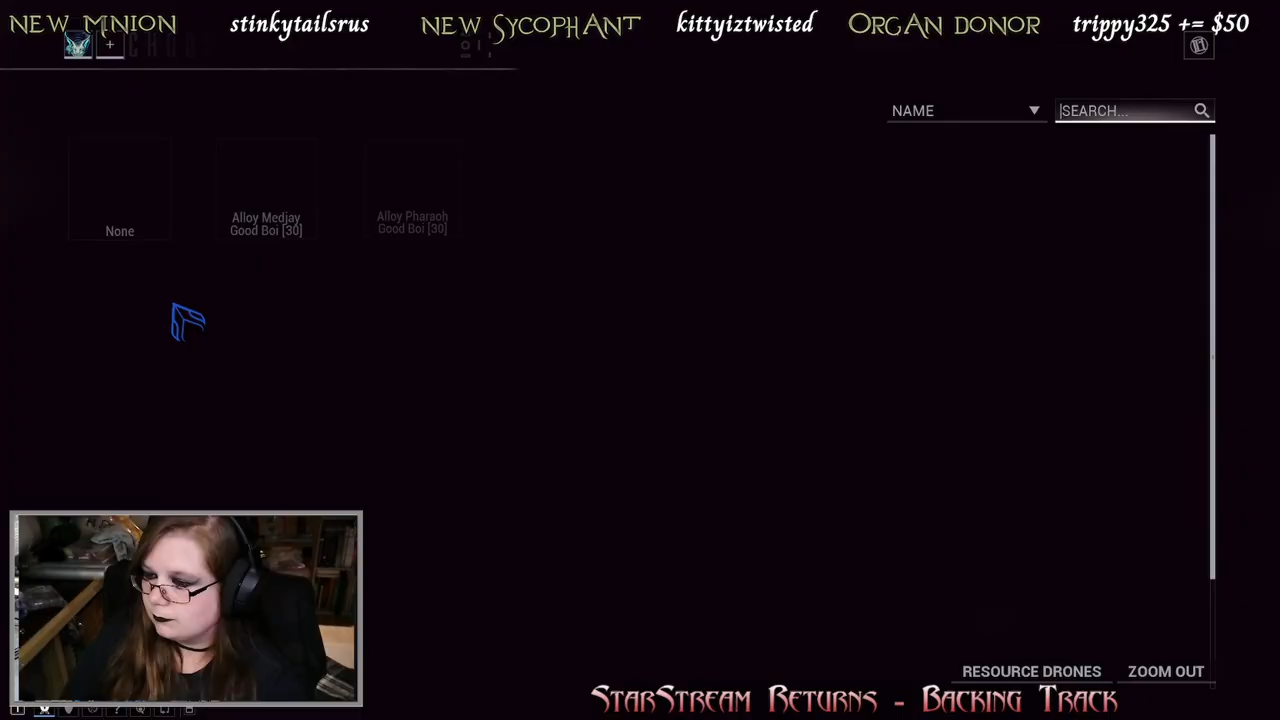 NEW MINION stinkytailsrus NEW SYCOPHANT kittyiztwisted ORGAN DONOR trippy325 += $50
NAME SEARCH...
None
Alloy Medjay
Good Boi [30]
Alloy Pharaoh
Good Boi [30]
RESOURCE DRONES ZOOM OUT
STARSTREAM RETURNS - BACKING TRACK